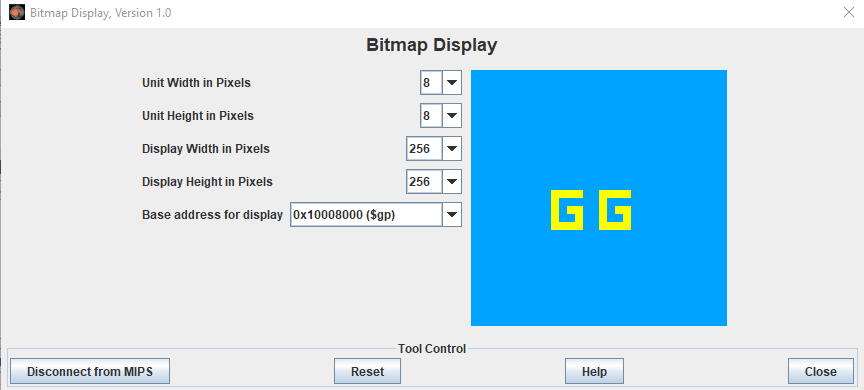 Bitmap Display, Version 1.0
Bitmap Display
Unit Width in Pixels 8
Unit Height in Pixels 8
Display Width in Pixels 256
Display Height in Pixels 256
Base address for display 0x10008000 ($gp)
GG
Tool Control
Disconnect from MIPS Reset Help Close